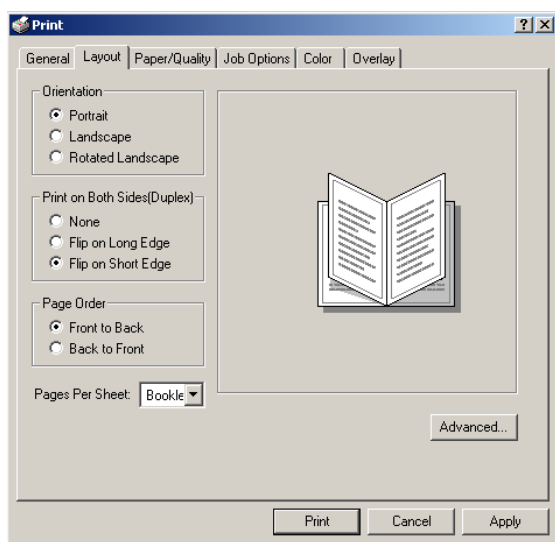 Print
General Layout Paper/Quality Job Options Color Overlay
Orientation
Portrait
Landscape
Rotated Landscape
Print on Both Sides(Duplex)
None
Flip on Long Edge
Flip on Short Edge
Page Order
Front to Back
Back to Front
Pages Per Sheet: Bookle
Advanced...
Print Cancel Apply